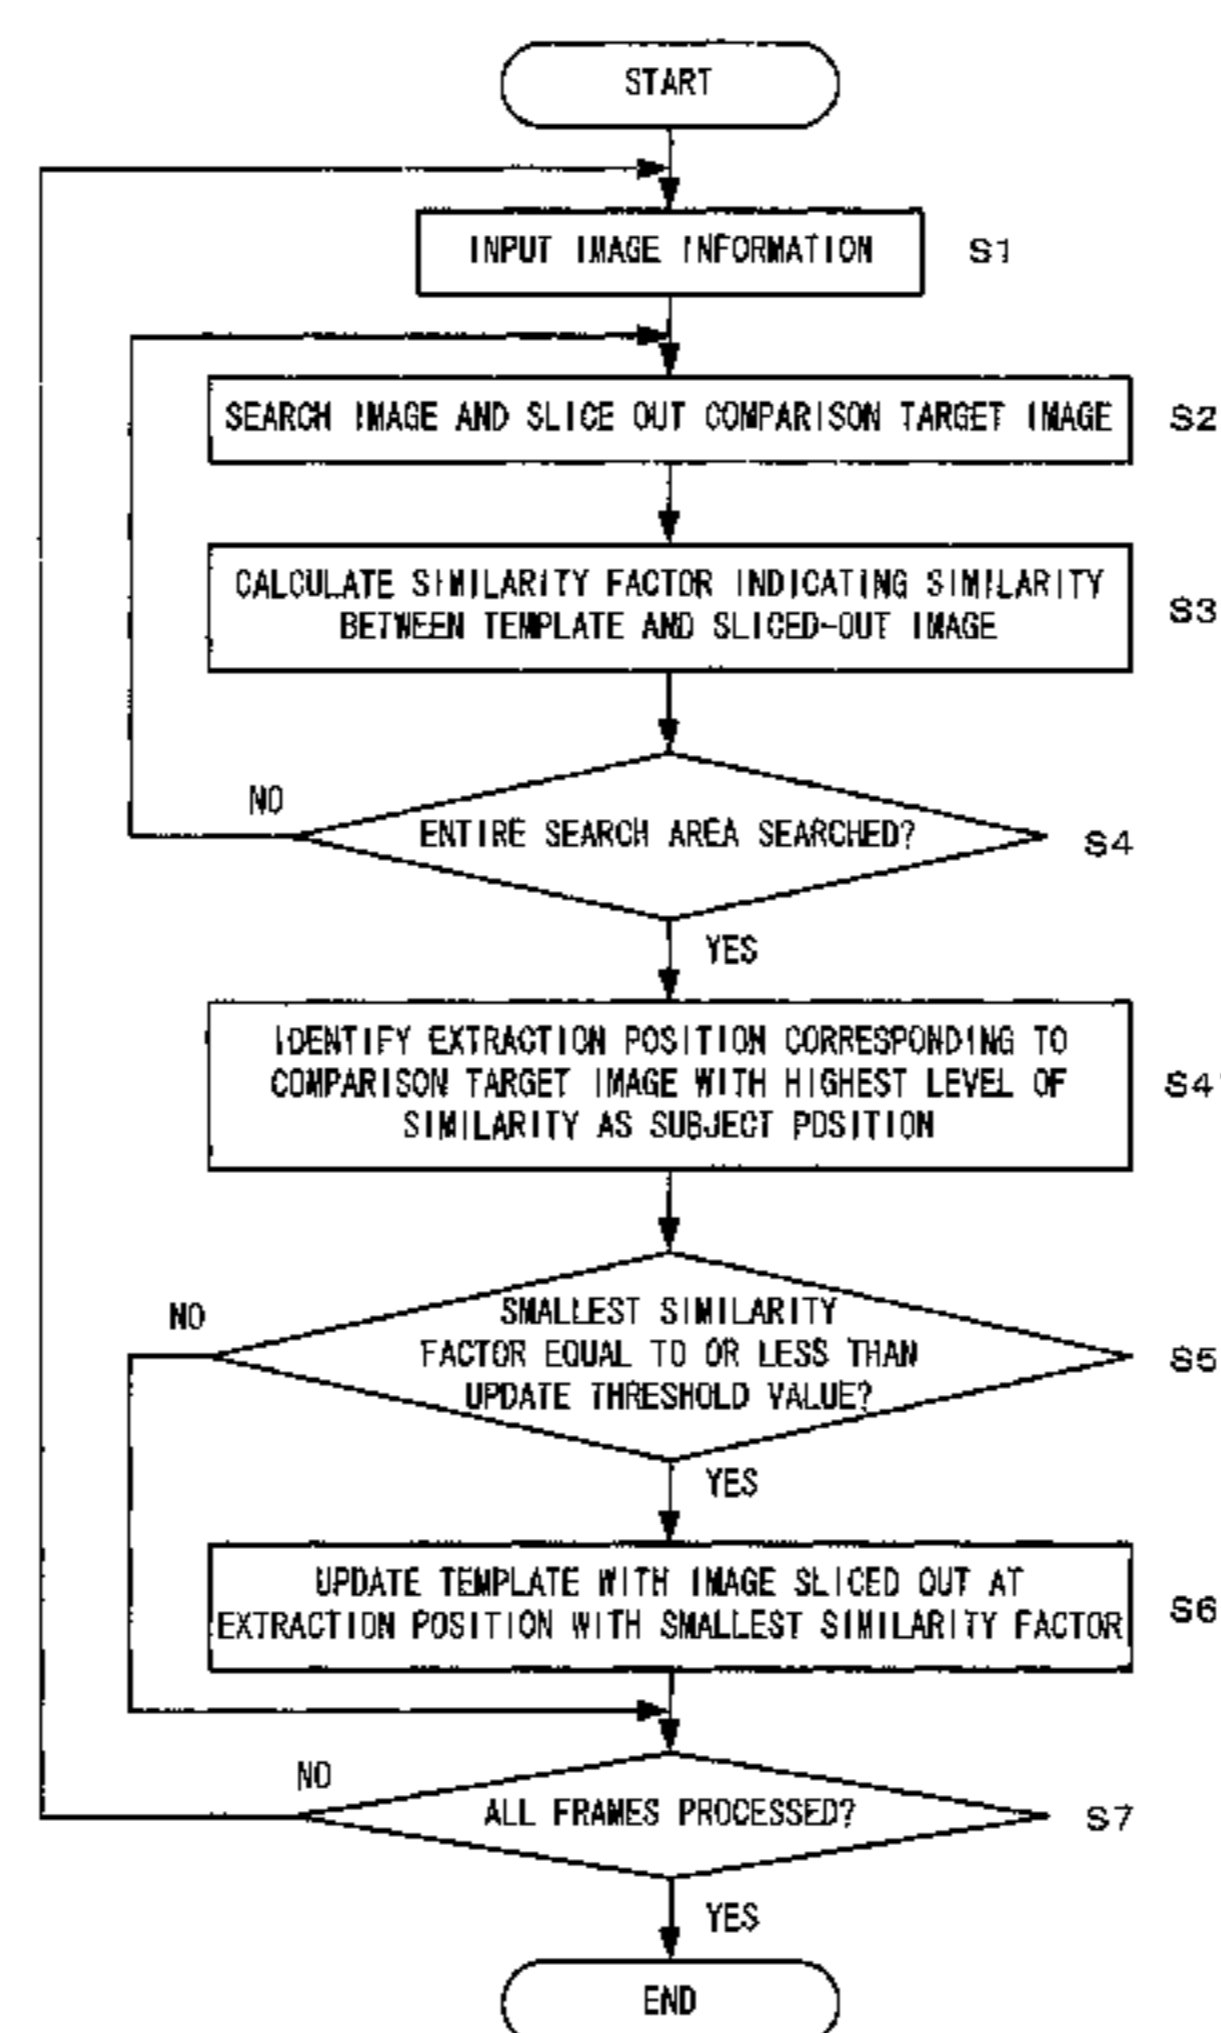 START
INPUT IMAGE INFORMATION
S1
SEARCH IMAGE AND SLICE OUT COMPARISON TARGET IMAGE
S2
CALCULATE SIMILARITY FACTOR INDICATING SIMILARITY
BETWEEN TEMPLATE AND SLICED-OUT IMAGE
S3
NO
ENTIRE SEARCH AREA SEARCHED?
S4
YES
IDENTIFY EXTRACTION POSITION CORRESPONDING TO
COMPARISON TARGET IMAGE WITH HIGHEST LEVEL OF
SIMILARITY AS SUBJECT POSITION
S4'
NO
SMALLEST SIMILARITY
FACTOR EQUAL TO OR LESS THAN
UPDATE THRESHOLD VALUE?
S5
YES
UPDATE TEMPLATE WITH IMAGE SLICED OUT AT
EXTRACTION POSITION WITH SMALLEST SIMILARITY FACTOR
S6
NO
ALL FRAMES PROCESSED?
S7
YES
END